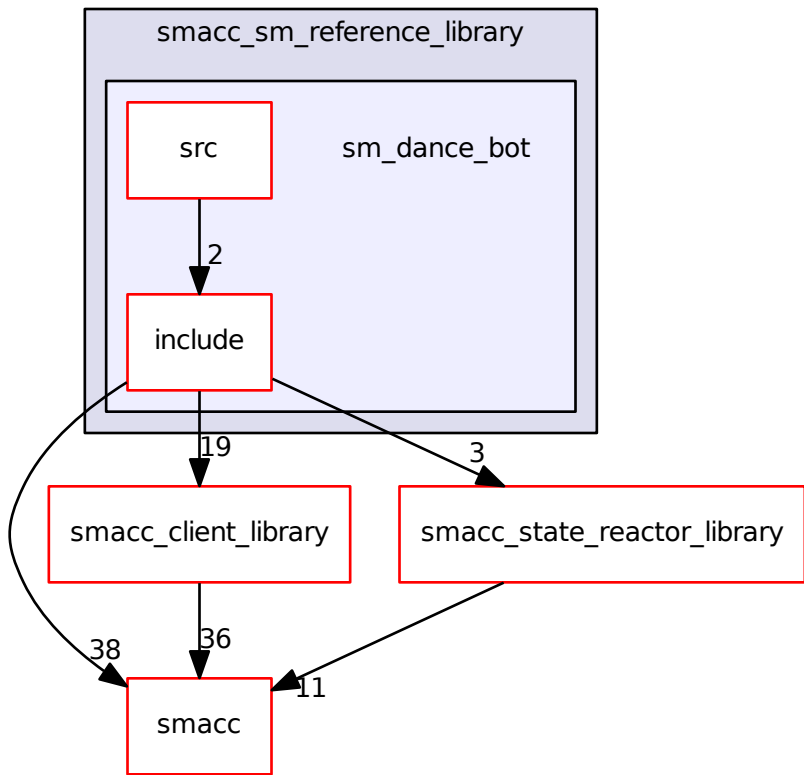 smacc_sm_reference_library
src
sm_dance_bot
2
include
19
3
smacc_client_library
smacc_state_reactor_library
38
36
11
smacc